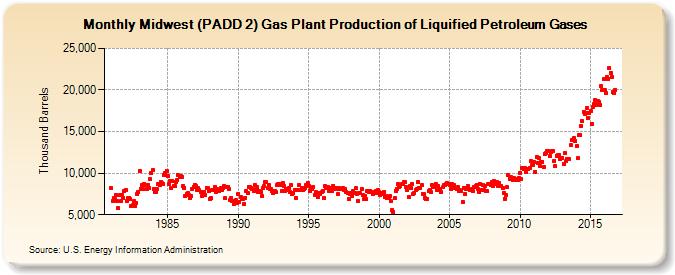 Monthly Midwest (PADD 2) Gas Plant Production of Liquified Petroleum Gases
Thousand Barrels
25,000
20,000
15,000
10,000
5,000
1985 1990 1995 2000 2005 2010 2015
Source: U.S. Energy Information Administration